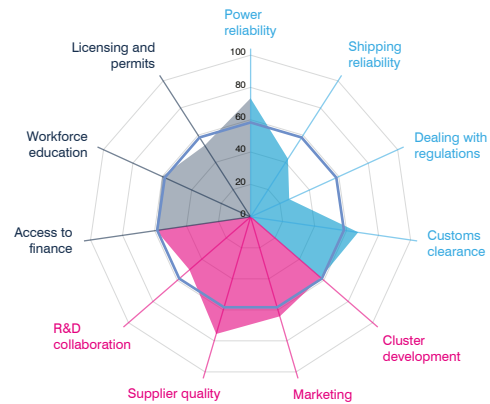 Power
reliability
Licensing and
permits
Shipping
reliability
100
80
60
40
20
0
Workforce
education
Dealing with
regulations
Access to
finance
Customs
clearance
R&D
collaboration
Cluster
development
Supplier quality
Marketing